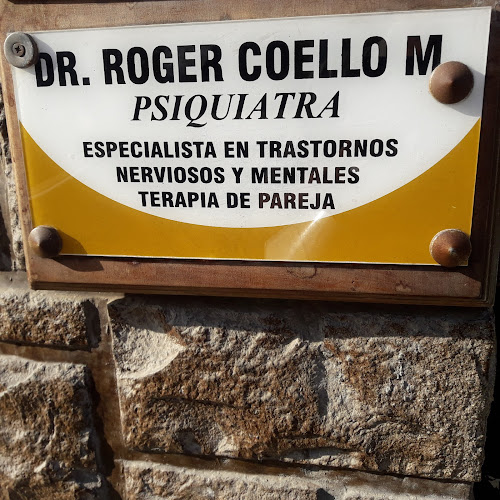 DR. ROGER COELLO M
PSIQUIATRA
ESPECIALISTA EN TRASTORNOS
NERVIOSOS Y MENTALES
TERAPIA DE PAREJA